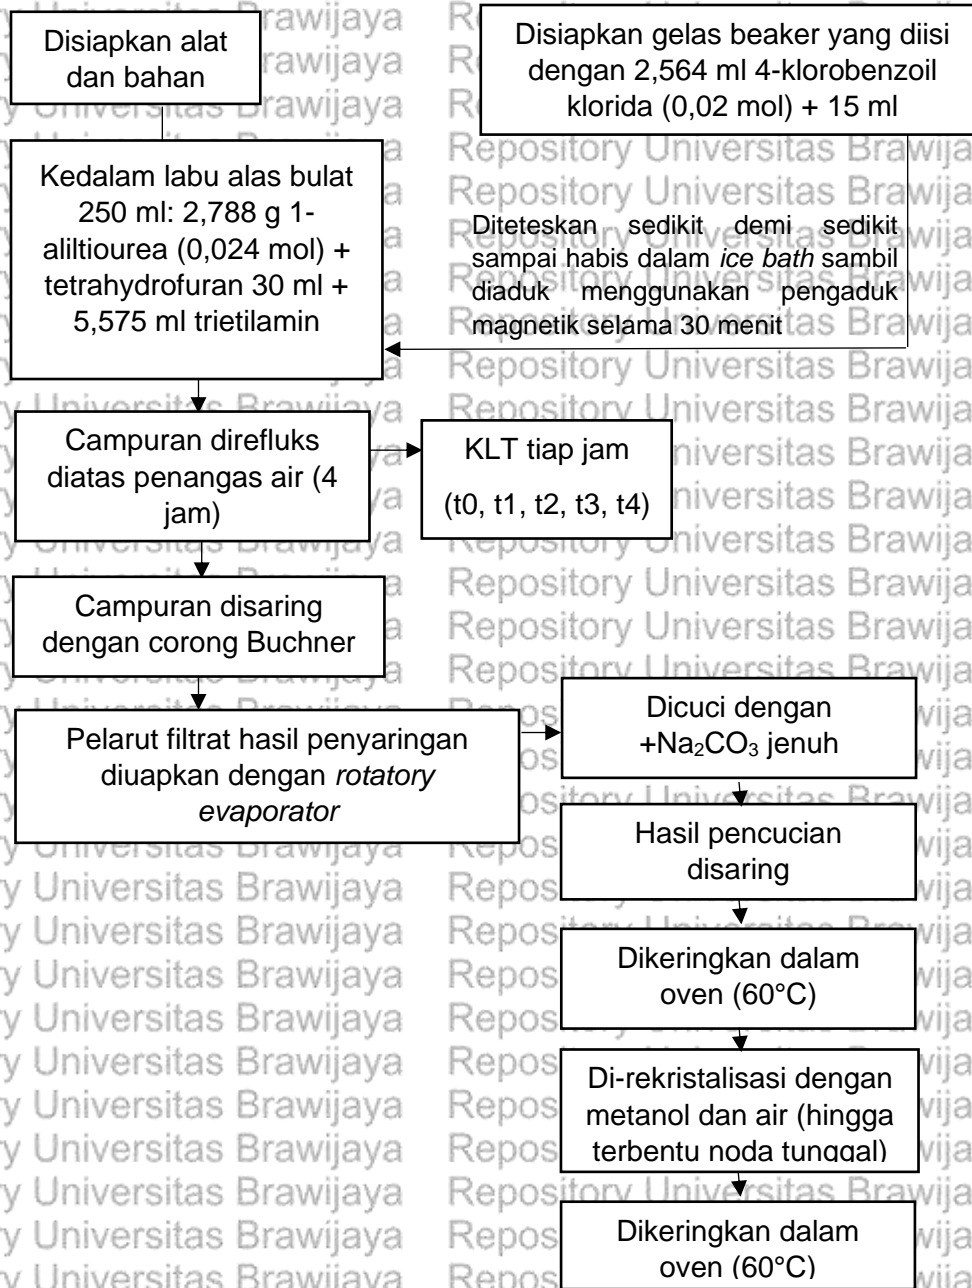 Disiapkan alat
dan bahan
Disiapkan gelas beaker yang diisi
dengan 2,564 ml 4-klorobenzoil
klorida (0,02 mol) + 15 ml
Kedalam labu alas bulat
250 ml: 2,788 g 1-
aliltiourea (0,024 mol) +
tetrahydrofuran 30 ml +
5,575 ml trietilamin
Diteteskan sedikit demi sedikit
sampai habis dalam ice bath sambil
diaduk menggunakan pengaduk
magnetik selama 30 menit
Campuran direfluks
diatas penangas air (4
jam)
KLT tiap jam
(t0, t1, t2, t3, t4)
Campuran disaring
dengan corong Buchner
Pelarut filtrat hasil penyaringan
diuapkan dengan rotatory
evaporator
Dicuci dengan
+Na₂CO₃ jenuh
Hasil pencucian
disaring
Dikeringkan dalam
oven (60°C)
Di-rekristalisasi dengan
metanol dan air (hingga
terbentu noda tunggal)
Dikeringkan dalam
oven (60°C)
Repository Universitas Brawijaya